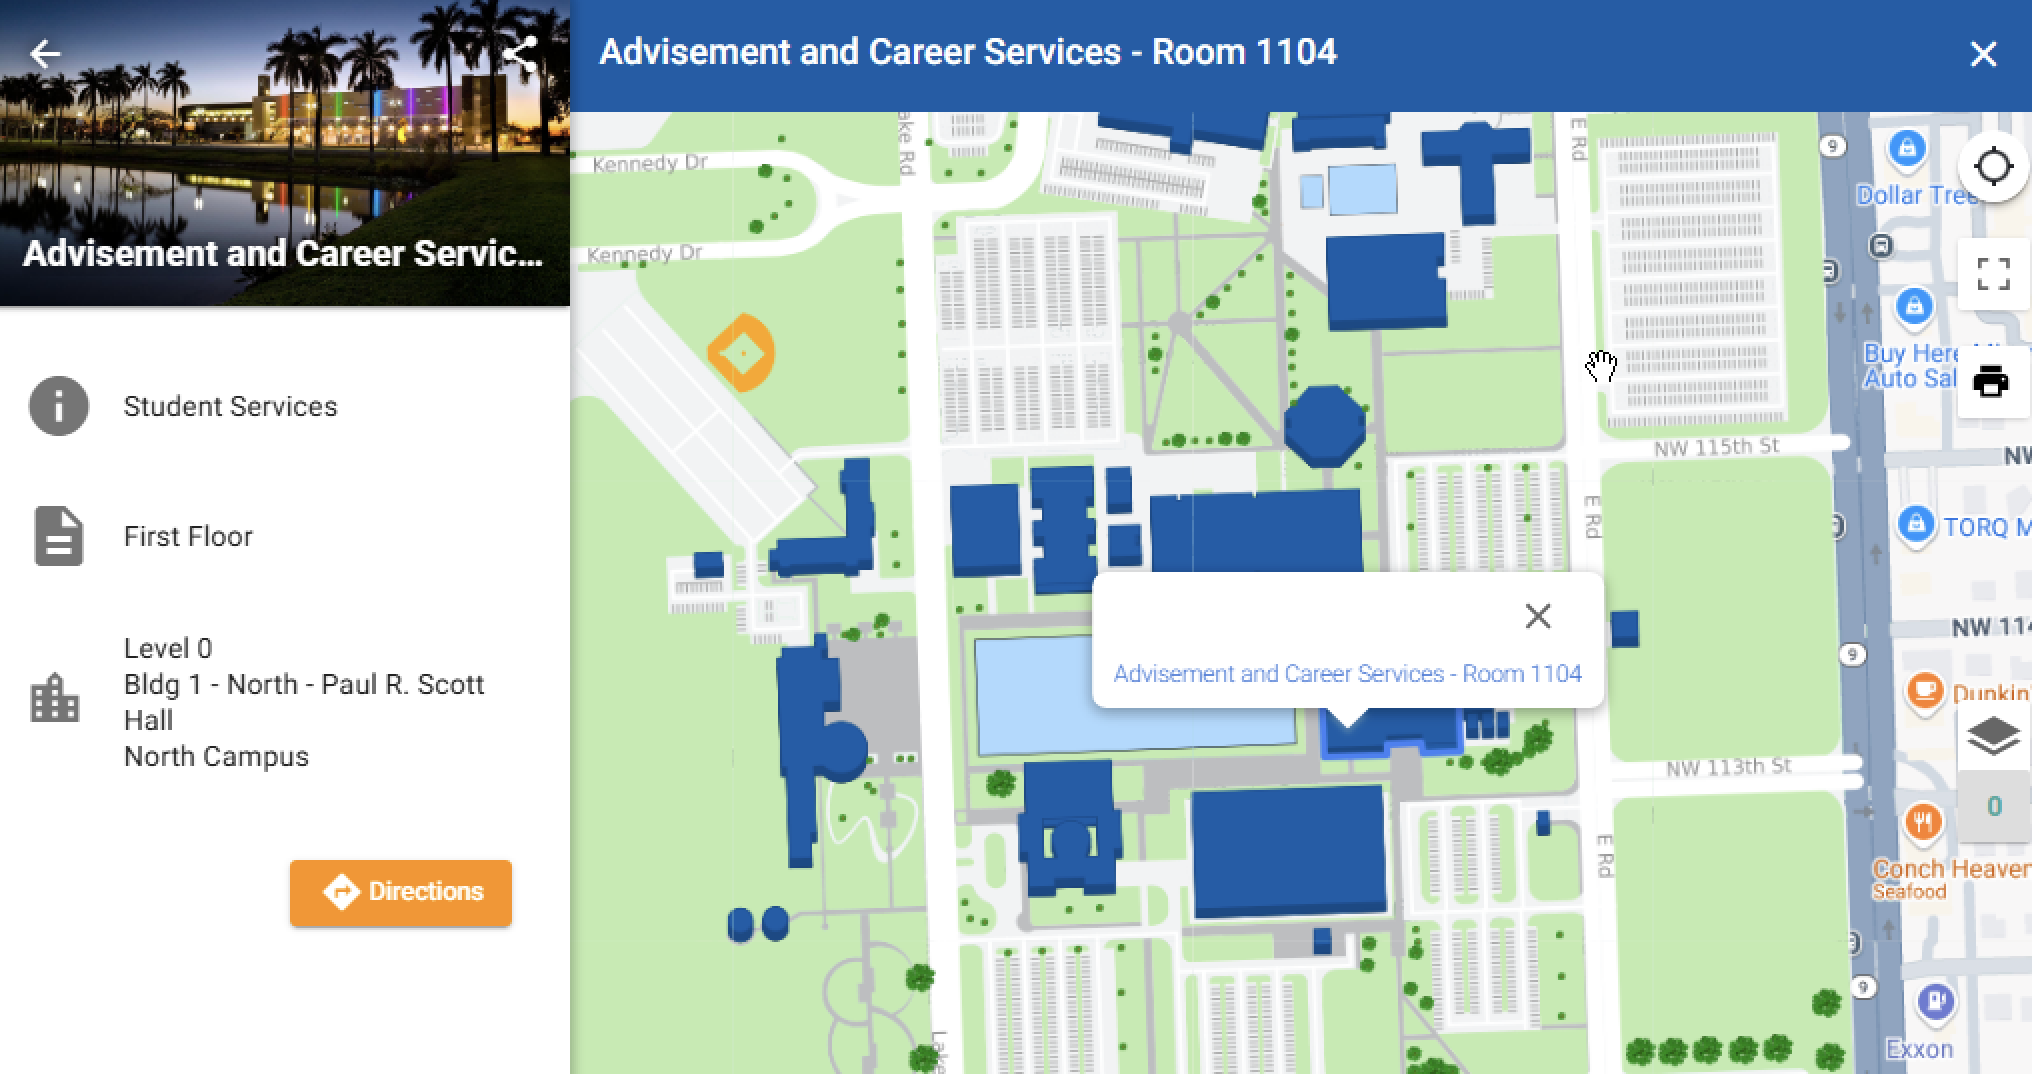 Advisement and Career Servic...
Student Services
First Floor
Level 0
Bldg 1 - North - Paul R. Scott
Hall
North Campus
Directions
Advisement and Career Services - Room 1104
Kennedy Dr
Kennedy Dr
ake Rd
E Rd
9
Dollar Tree
Buy Here
Auto Sal
NW 115th St
NW
E Rd
TORQ M
NW 114
9
Advisement and Career Services - Room 1104
Dunkin'
NW 113th St
0
E Rd
Conch Heaven
Seafood
9
Lake
Exxon